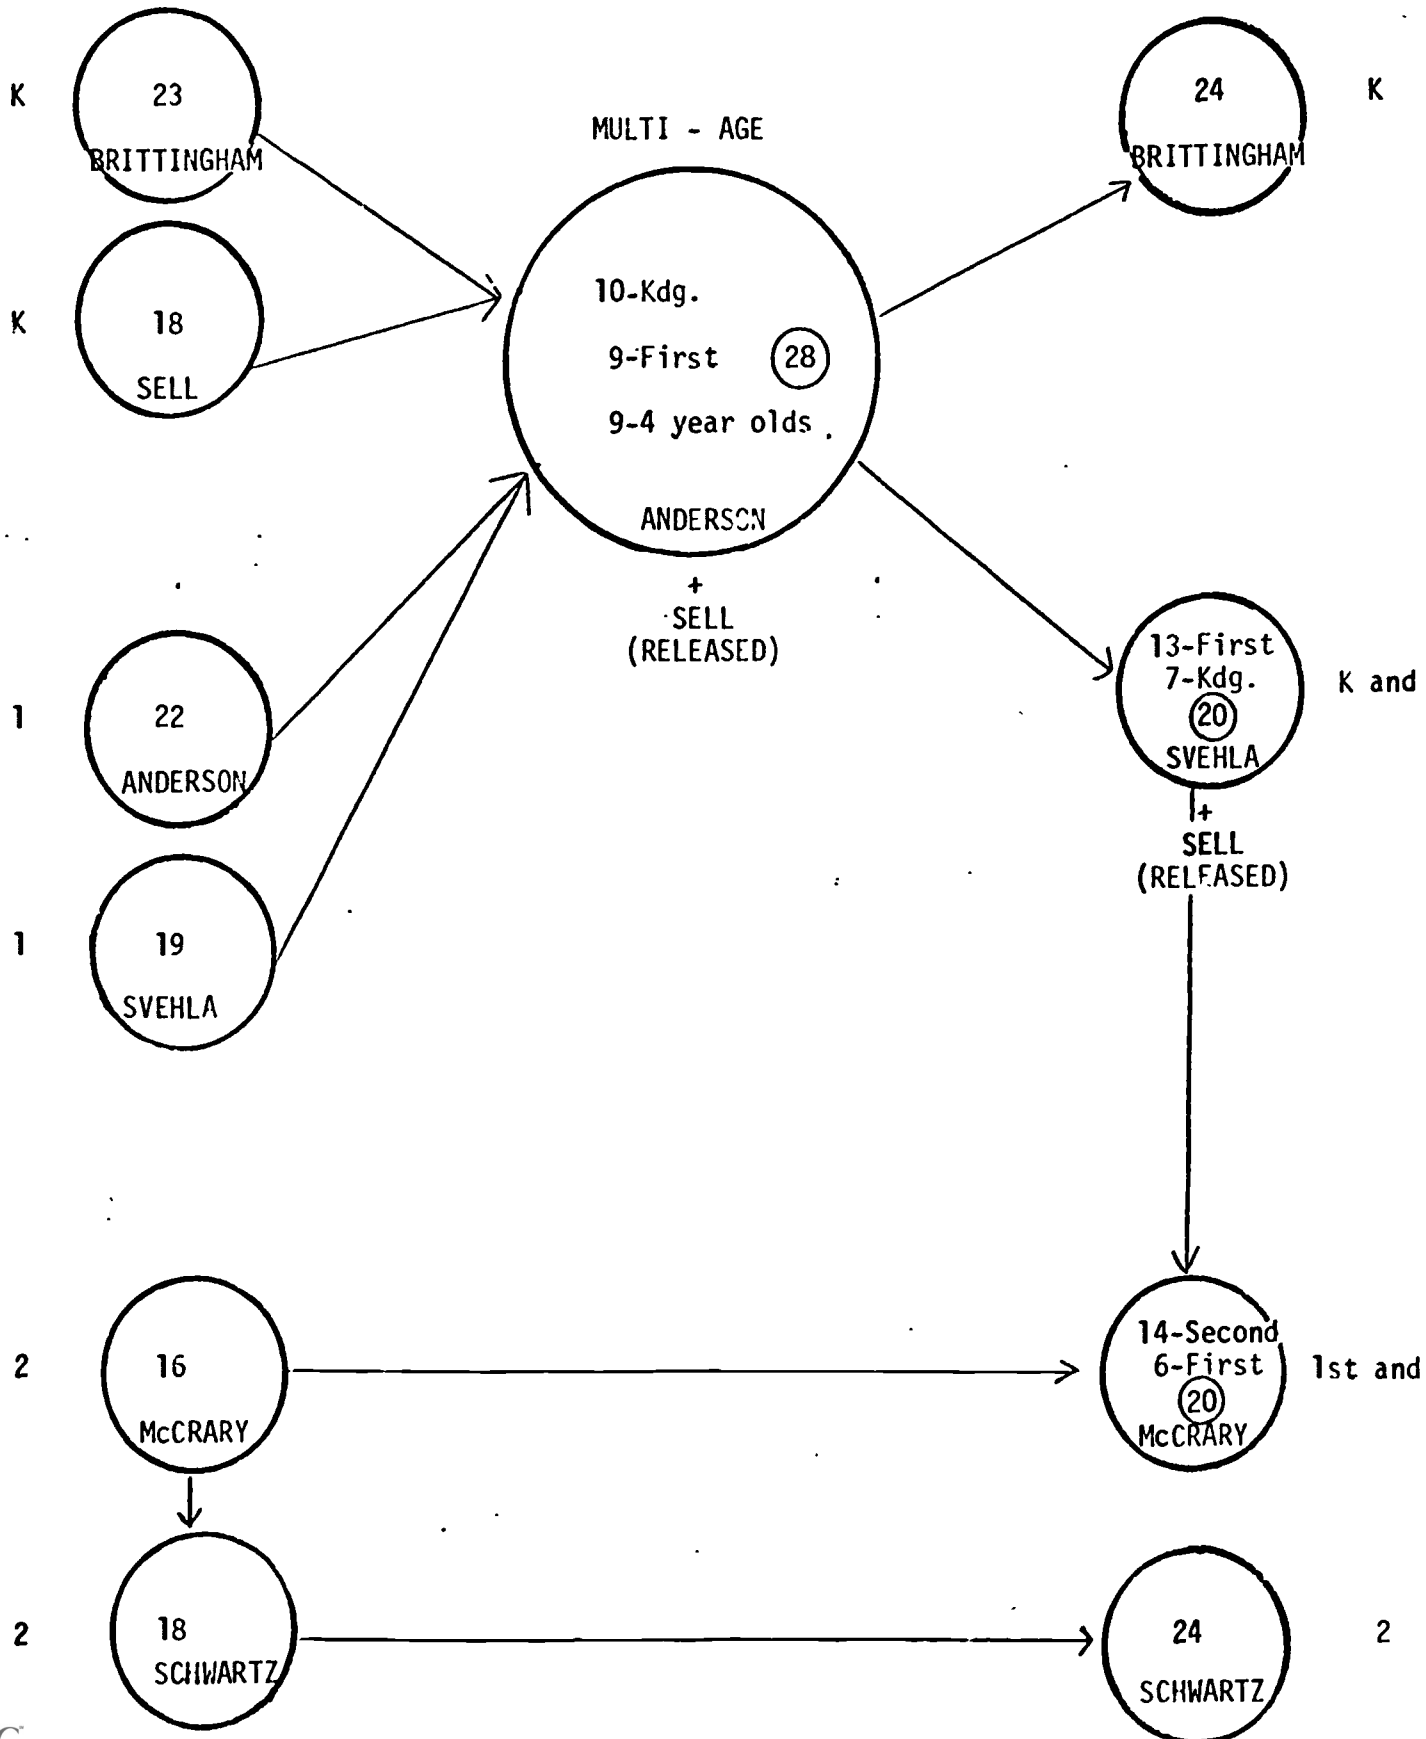 K
23
BRITTINGHAM
K
18
SELL
1
22
ANDERSON
1
19
SVEHLA
2
16
McCRARY
2
18
SCHWARTZ
MULTI - AGE
10-Kdg.
9-First
28
9-4 year olds
ANDERSON
+
SELL
(RELEASED)
24
K
BRITTINGHAM
13-First
7-Kdg.
20
SVEHLA
K and
+
SELL
(RELEASED)
14-Second
6-First
20
McCRARY
1st and
24
2
SCHWARTZ